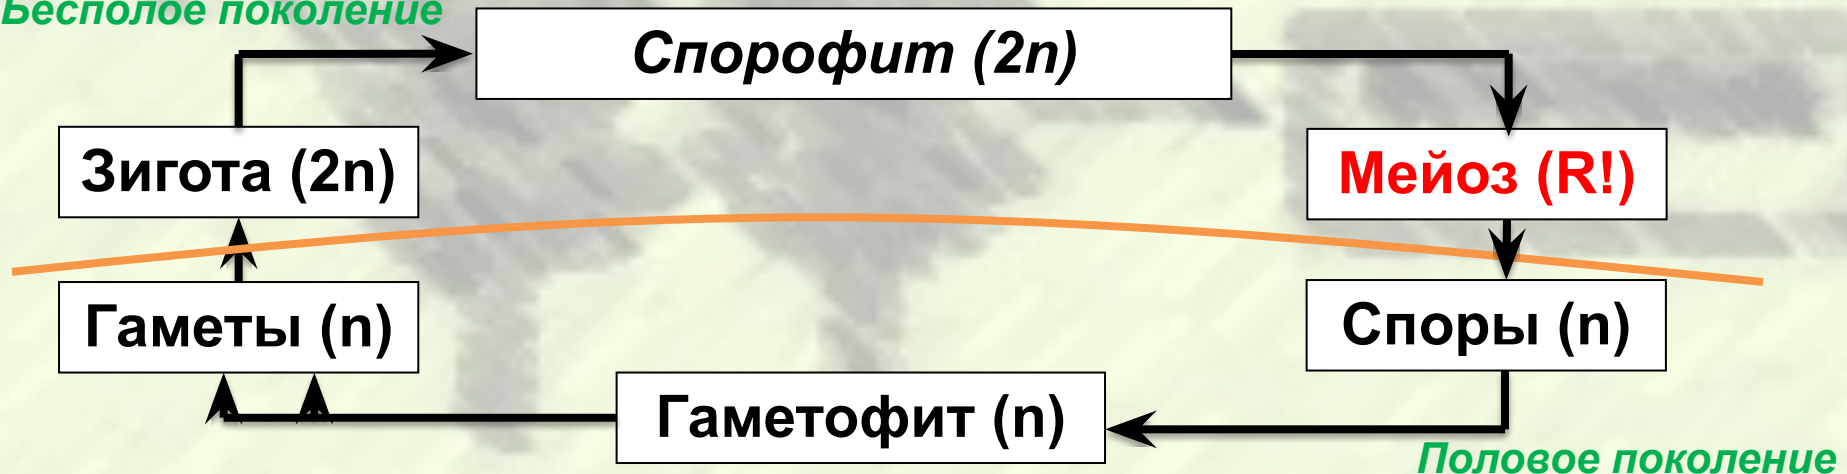 Бесполое поколение
Спорофит (2n)
Зигота (2n)
Мейоз (R!)
Гаметы (n)
Споры (n)
Гаметофит (n)
Половое поколение